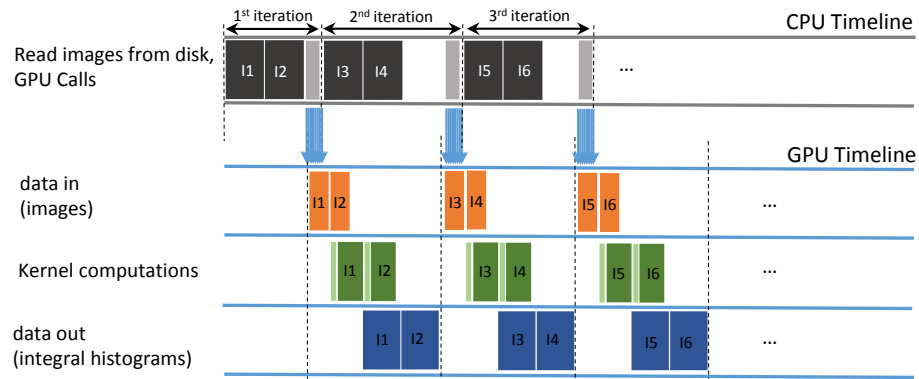 1st iteration 2nd iteration 3rd iteration CPU Timeline
Read images from disk,
GPU Calls
I1 I2 I3 I4 I5 I6 ...
GPU Timeline
data in
(images)
I1 I2 I3 I4 I5 I6 ...
Kernel computations
I1 I2 I3 I4 I5 I6 ...
data out
(integral histograms)
I1 I2 I3 I4 I5 I6 ...